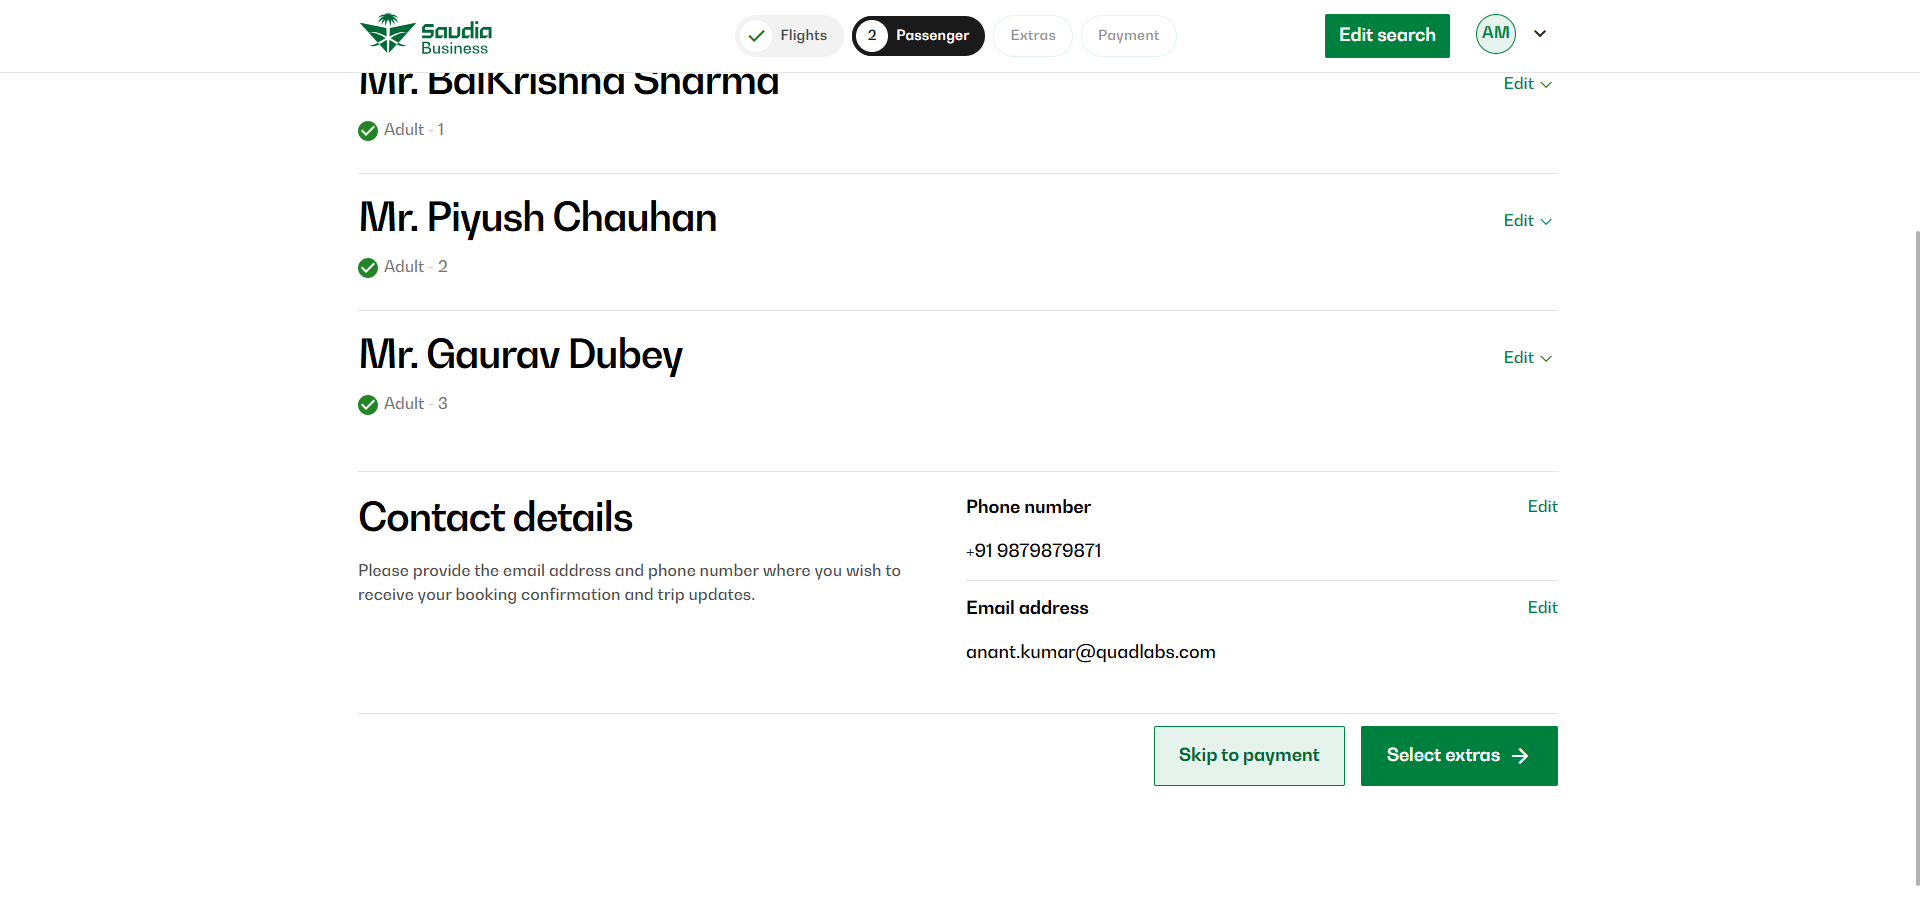 Saudia
Business
Flights
2
Passenger
Extras
Payment
Edit search
AM
Mr. BalKrishna Sharma
Edit
Adult - 1
Mr. Piyush Chauhan
Edit
Adult - 2
Mr. Gaurav Dubey
Edit
Adult - 3
Contact details
Please provide the email address and phone number where you wish to
receive your booking confirmation and trip updates.
Phone number
Edit
+91 9879879871
Email address
Edit
anant.kumar@quadlabs.com
Skip to payment
Select extras